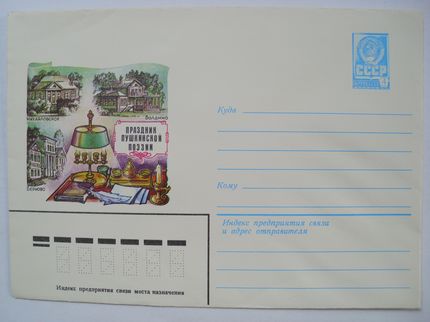 МИХАЙЛОВСКОЕ
БОЛДИНО
БЕРНОВО
ПРАЗДНИК
ПУШКИНСКОЙ
ПОЭЗИИ
СССР
Куда
Кому
Индекс предприятия связи
и адрес отправителя
Индекс предприятия связи места назначения